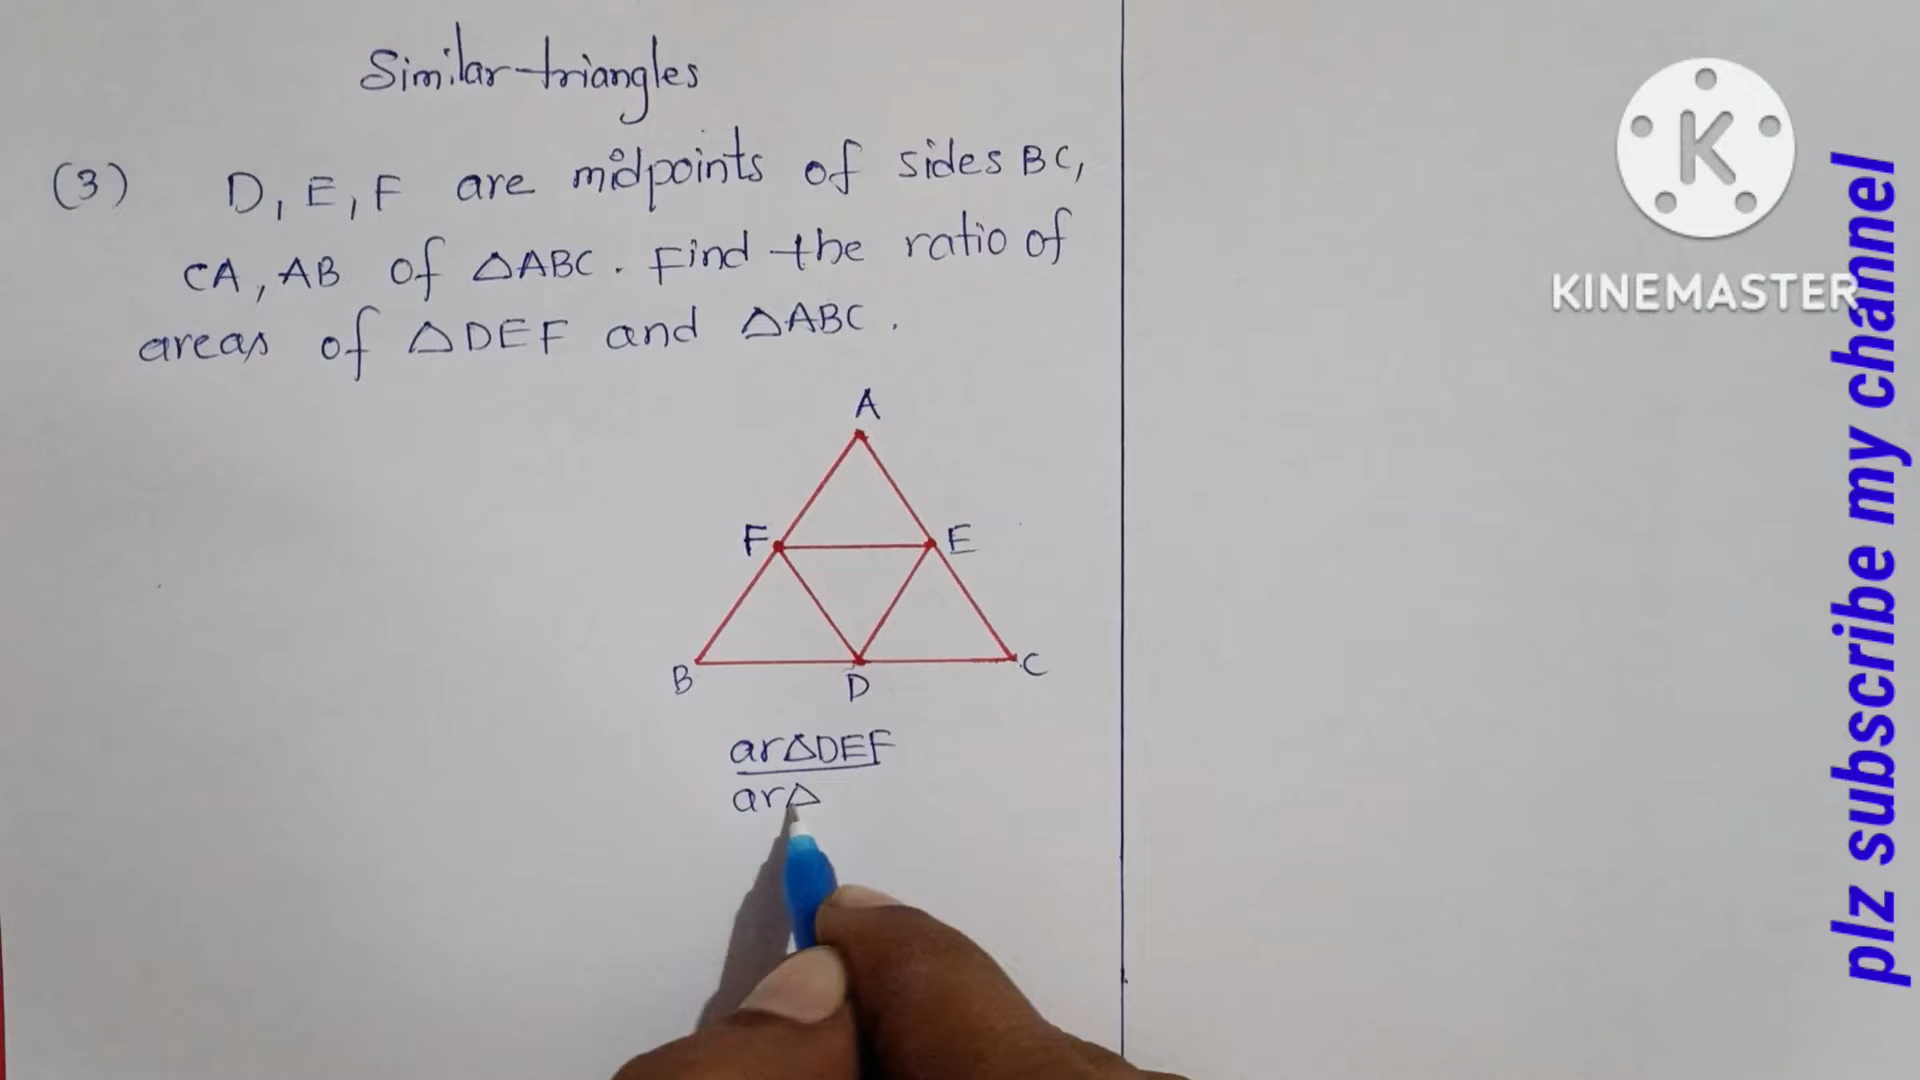 Similar triangles
(3) D, E, F are midpoints of sides BC,
CA, AB of △ABC. Find the ratio of
areas of △DEF and △ABC.
A
F E
B D C
ar△DEF
ar△
K
KINEMASTER
plz subscribe my channel